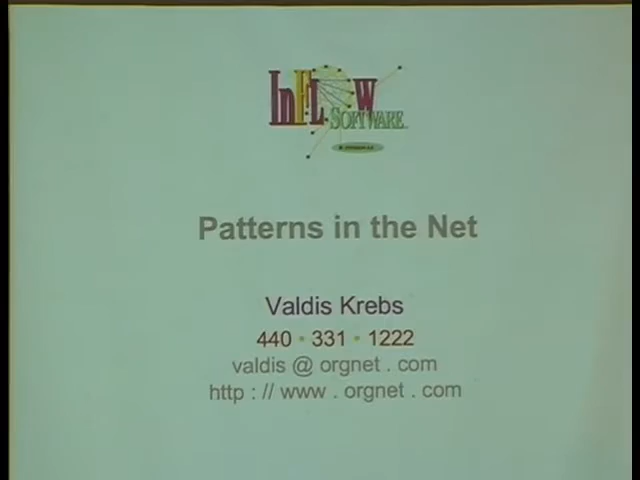 InFLOW
SOFTWARE
Patterns in the Net
Valdis Krebs
440 • 331 • 1222
valdis @ orgnet . com
http : // www . orgnet . com